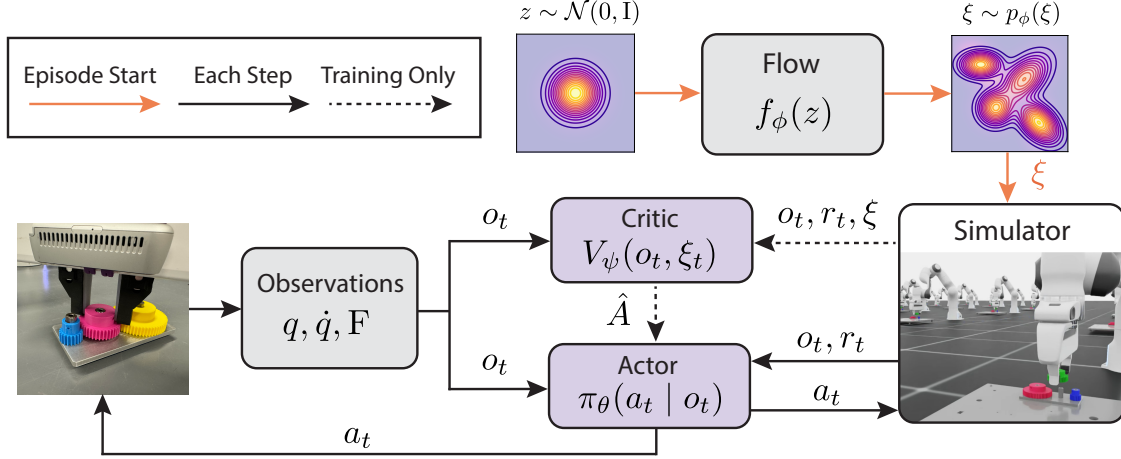 z ∼ 𝒩(0, I)
ξ ∼ p_ϕ(ξ)
Episode Start
Each Step
Training Only
Flow
f_ϕ(z)
ξ
o_t
Critic
V_ψ(o_t, ξ_t)
o_t, r_t, ξ
Simulator
Observations
q, q̇, F
Â
o_t
Actor
π_θ(a_t | o_t)
o_t, r_t
a_t
a_t